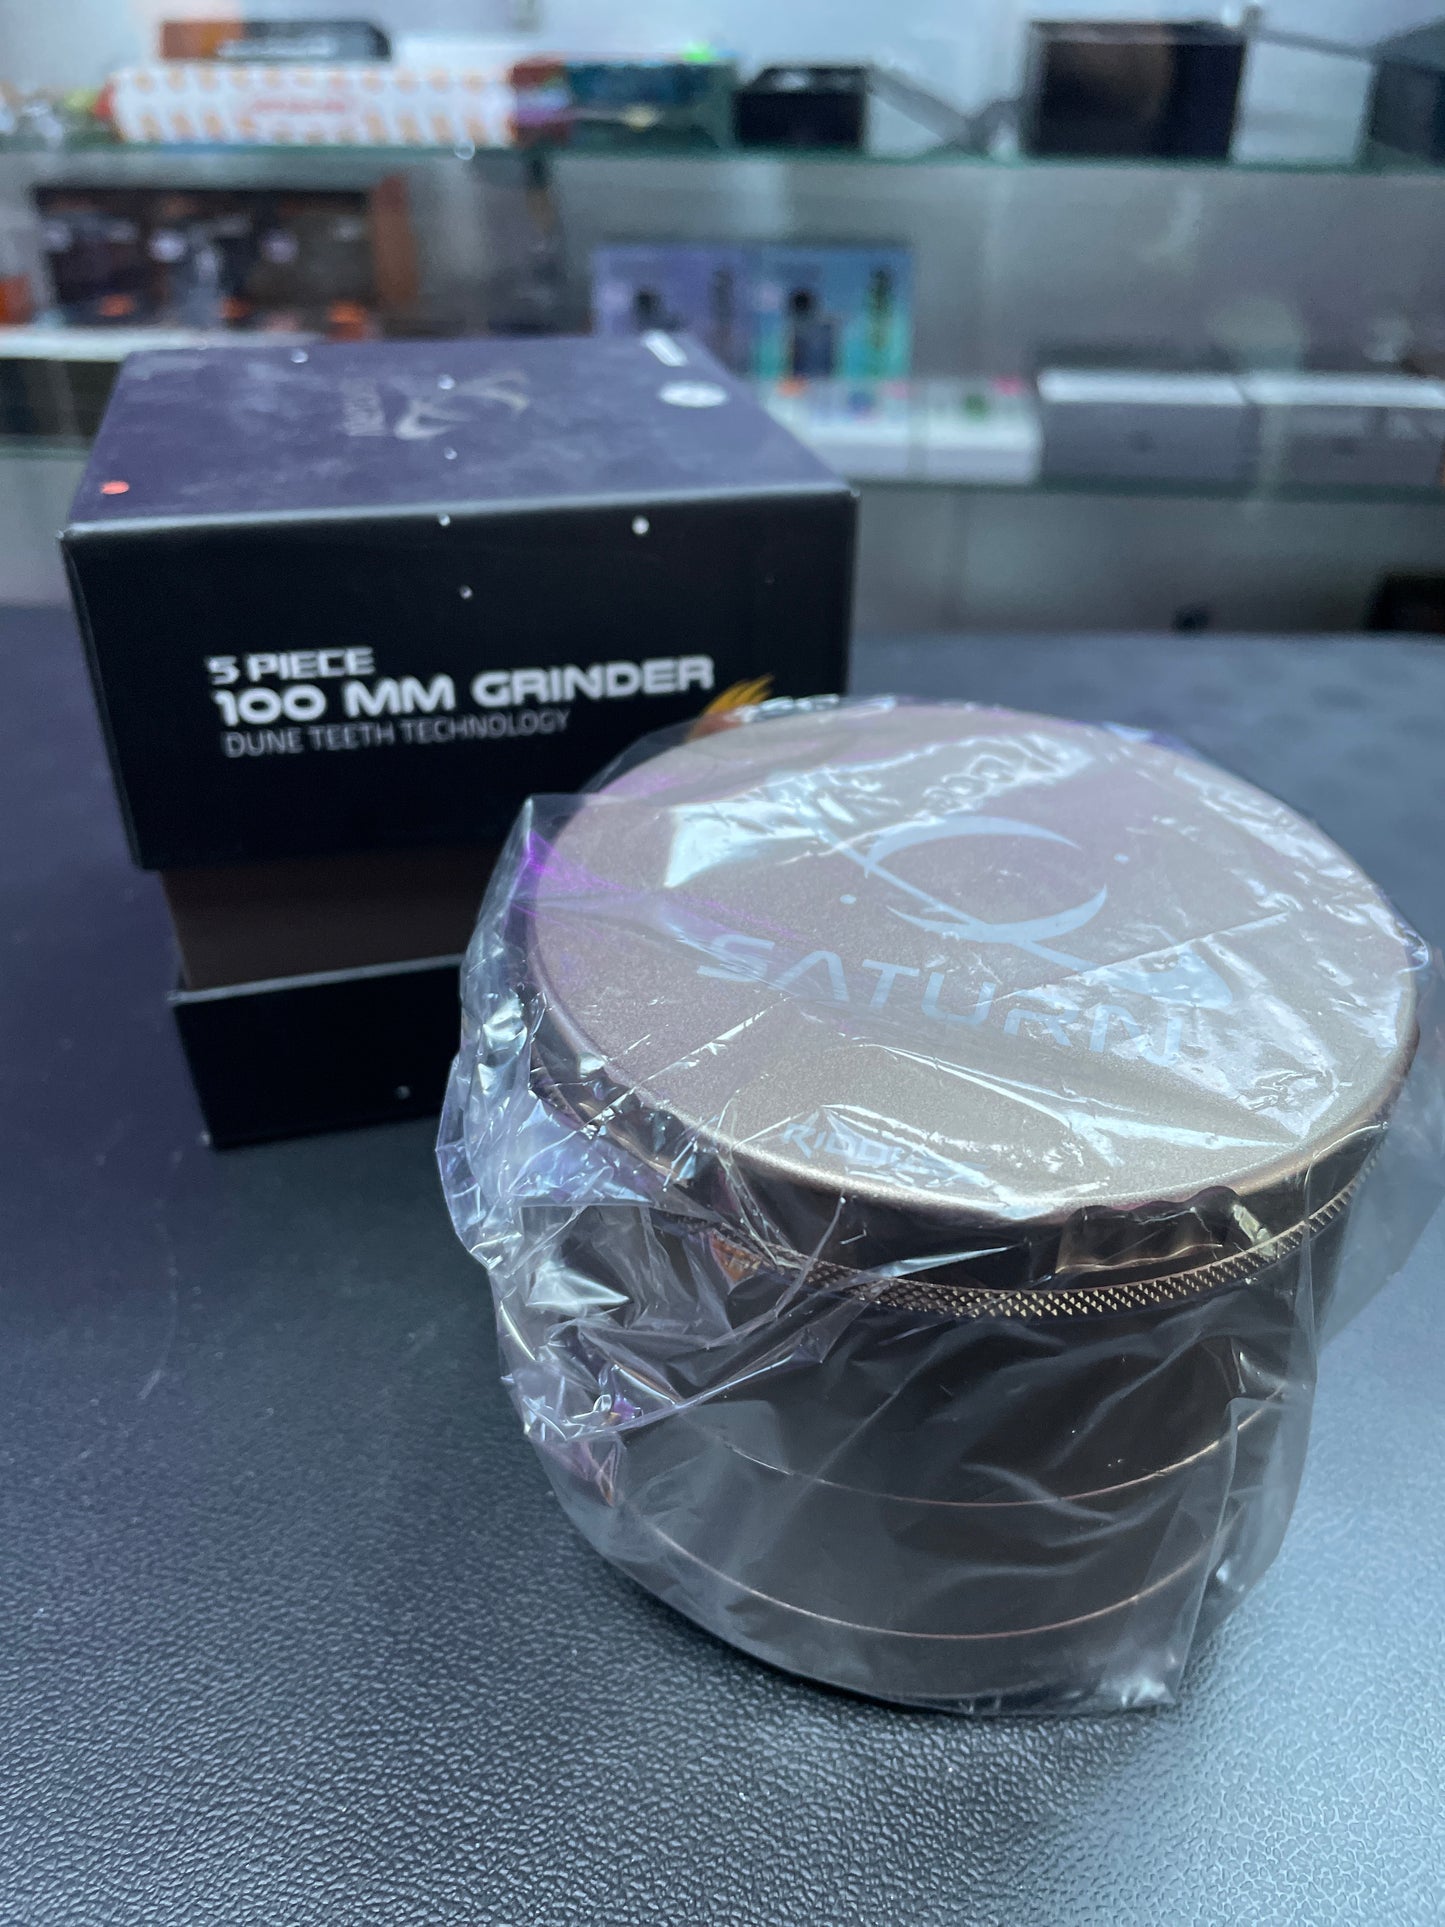 5 PIECE
100 MM GRINDER
DUNE TEETH TECHNOLOGY
SATURN